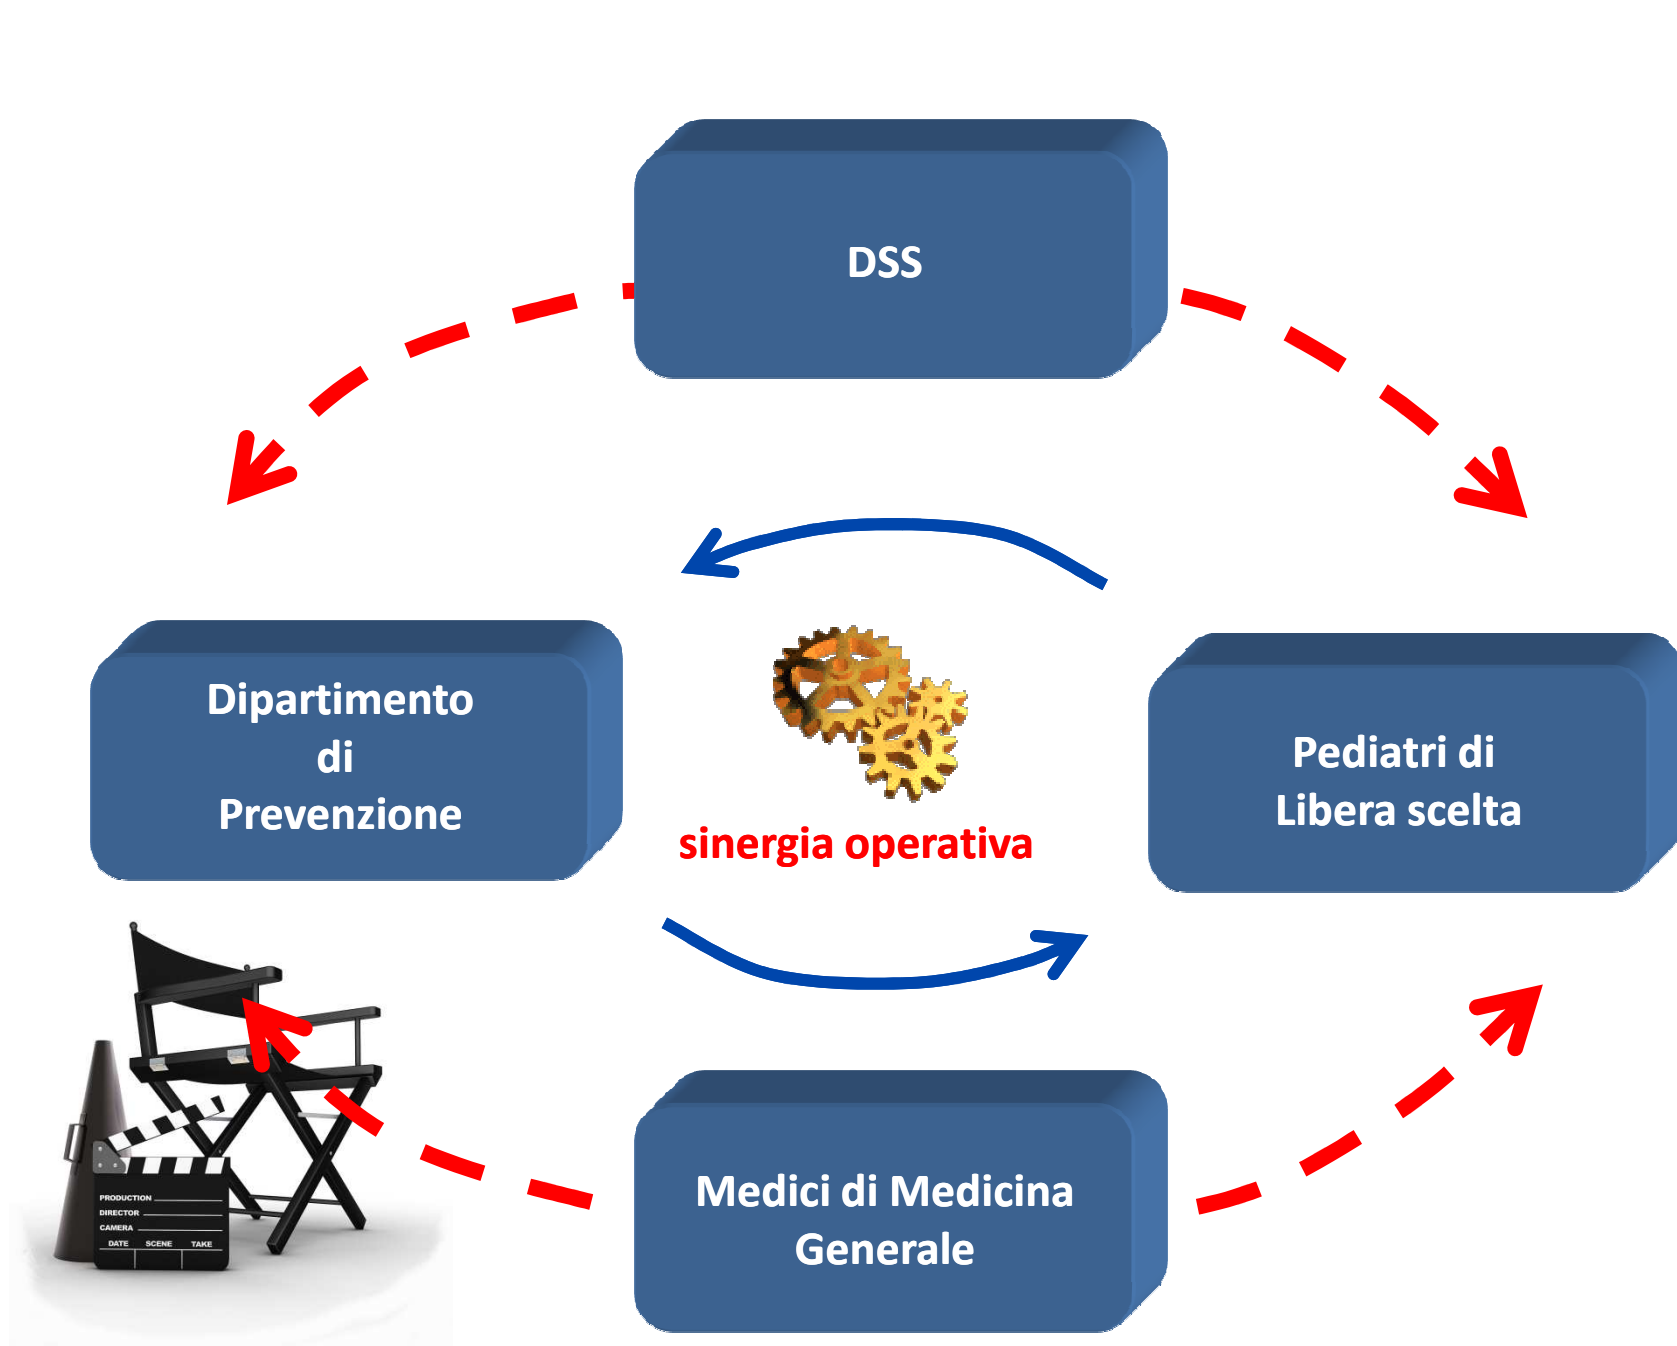 DSS
Dipartimento
di
Prevenzione
Pediatri di
Libera scelta
sinergia operativa
Medici di Medicina
Generale
PRODUCTION
DIRECTOR
CAMERA
DATE SCENE TAKE